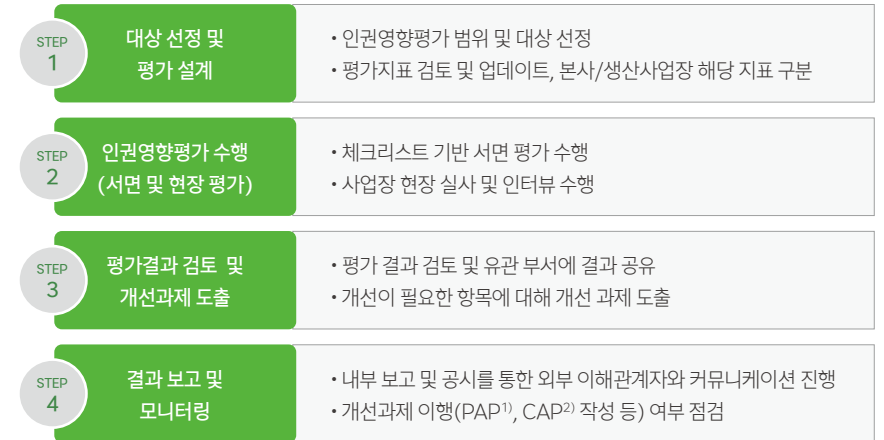 STEP
1
대상 선정 및
평가 설계
• 인권영향평가 범위 및 대상 선정
• 평가지표 검토 및 업데이트, 본사/생산사업장 해당 지표 구분
STEP
2
인권영향평가 수행
(서면 및 현장 평가)
• 체크리스트 기반 서면 평가 수행
• 사업장 현장 실사 및 인터뷰 수행
STEP
3
평가결과 검토 및
개선과제 도출
• 평가 결과 검토 및 유관 부서에 결과 공유
• 개선이 필요한 항목에 대해 개선 과제 도출
STEP
4
결과 보고 및
모니터링
• 내부 보고 및 공시를 통한 외부 이해관계자와 커뮤니케이션 진행
• 개선과제 이행(PAP1), CAP2) 작성 등) 여부 점검